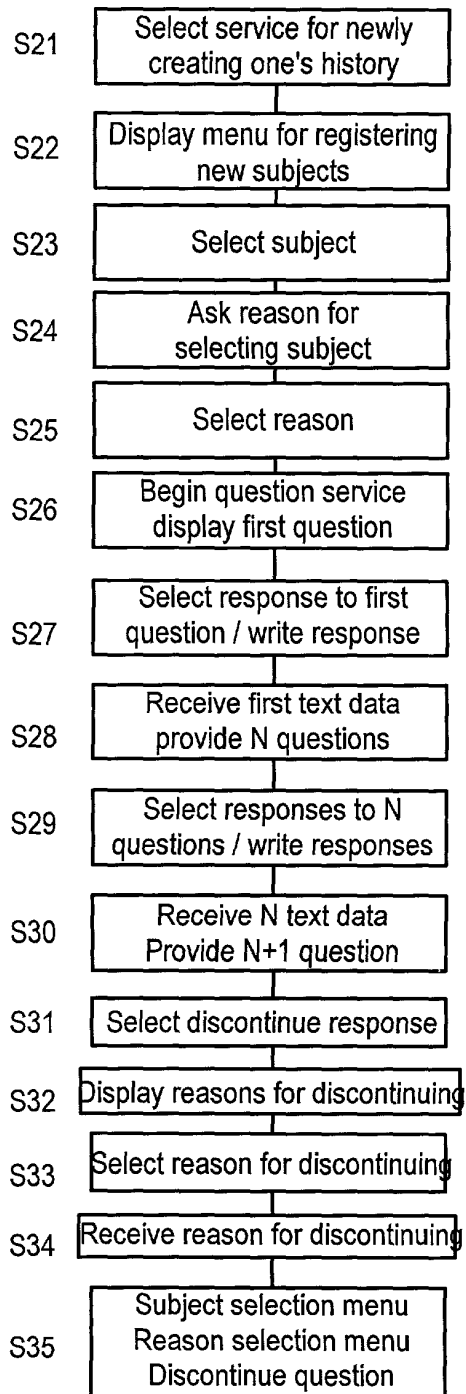 S21
Select service for newly
creating one's history
S22
Display menu for registering
new subjects
S23
Select subject
S24
Ask reason for
selecting subject
S25
Select reason
S26
Begin question service
display first question
S27
Select response to first
question / write response
S28
Receive first text data
provide N questions
S29
Select responses to N
questions / write responses
S30
Receive N text data
Provide N+1 question
S31
Select discontinue response
S32
Display reasons for discontinuing
S33
Select reason for discontinuing
S34
Receive reason for discontinuing
S35
Subject selection menu
Reason selection menu
Discontinue question